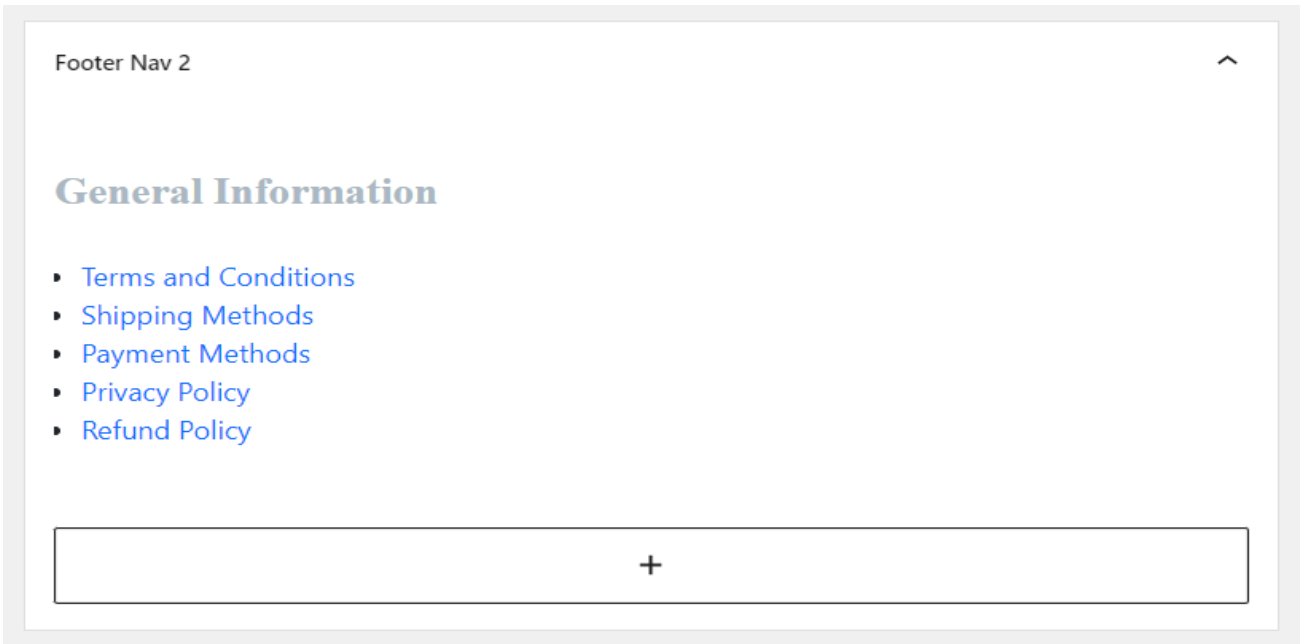 Footer Nav 2
General Information
Terms and Conditions
Shipping Methods
Payment Methods
Privacy Policy
Refund Policy
+